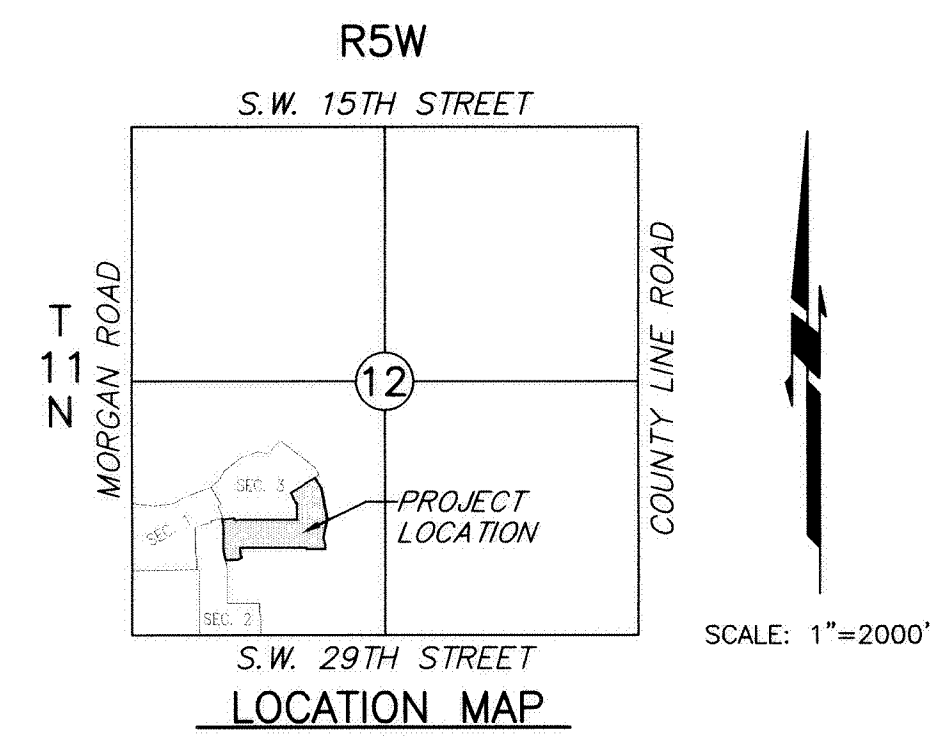 R5W
S.W. 15TH STREET
T
11
N
MORGAN ROAD
COUNTY LINE ROAD
12
SEC. 3
SEC. 1
PROJECT
LOCATION
SEC. 2
S.W. 29TH STREET
SCALE: 1"=2000'
LOCATION MAP